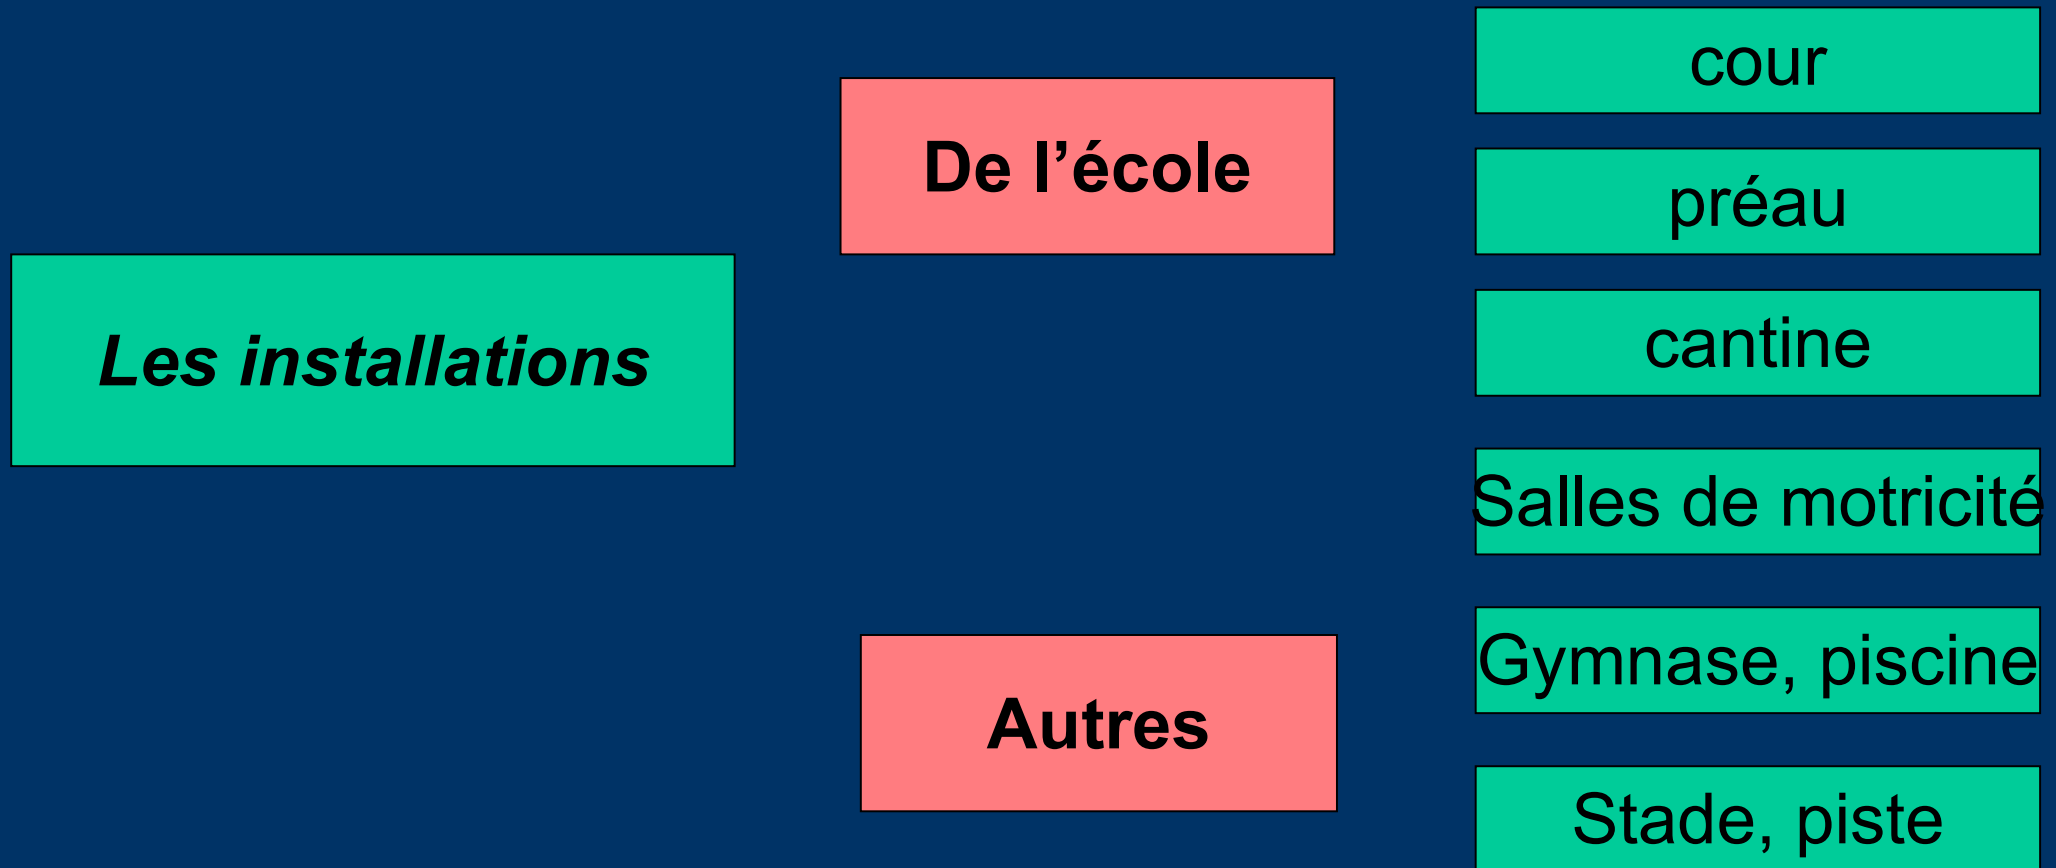 Les installations
De l’école
cour
préau
cantine
Salles de motricité
Autres
Gymnase, piscine
Stade, piste